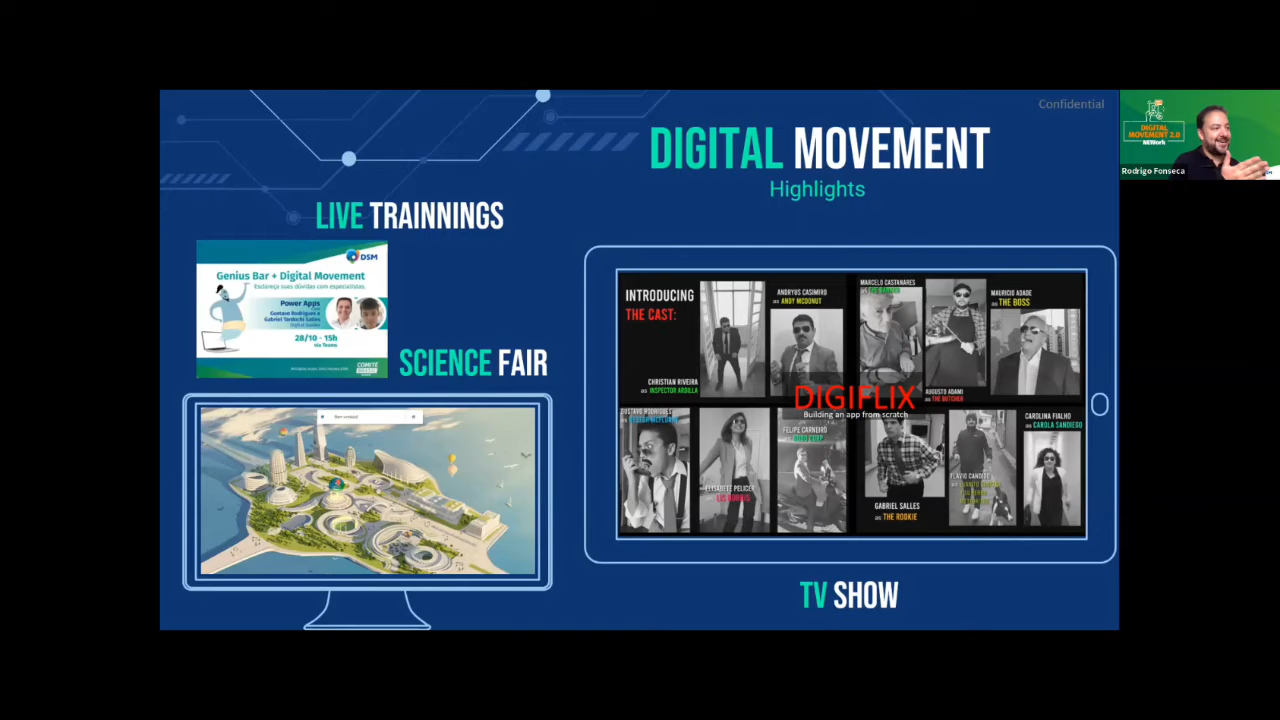 Confidential
DIGITAL MOVEMENT
Highlights
LIVE TRAINNINGS
DSM
Genius Bar + Digital Movement
Esclareça suas dúvidas com especialistas.
Power Apps
Gustavo Rodrigues e
Gabriel Tardochi Salles
Digital Leaders
28/10 - 15h
via Teams
COMITÊ
SCIENCE FAIR
INTRODUCING
THE CAST:
CHRISTIAN RIVEIRA
as INSPECTOR ARDILLA
ANDRYUS CASIMIRO
as ANDY MCDONUT
MARCELO CASTANARES
AUGUSTO ADAMI
as THE BUTCHER
MAURICIO ADADE
as THE BOSS
DIGIFLIX
Building an app from scratch
GUSTAVO RODRIGUES
ELISABETE PELICER
FELIPE CARNEIRO
GABRIEL SALLES
as THE ROOKIE
FLAVIO CANDIDO
CAROLINA FIALHO
as CAROLA SANDIEGO
TV SHOW
DIGITAL
MOVEMENT 2.0
NEWork
Rodrigo Fonseca